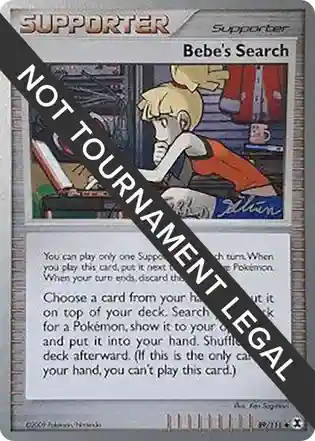 SUPPORTER
Supporter
Bebe's Search
NOT TOURNAMENT LEGAL
You can play only one Suppor turn. When
you play this card, put it next Pokémon.
When your turn ends, discard this
Choose a card from your ha put it
on top of your deck. Search
for a Pokémon, show it to your o
and put it into your hand. Shuffle
deck afterward. (If this is the only ca
your hand, you can't play this card.)
Illus. Ken Sugimori
©2009 Pokémon/Nintendo
89/111